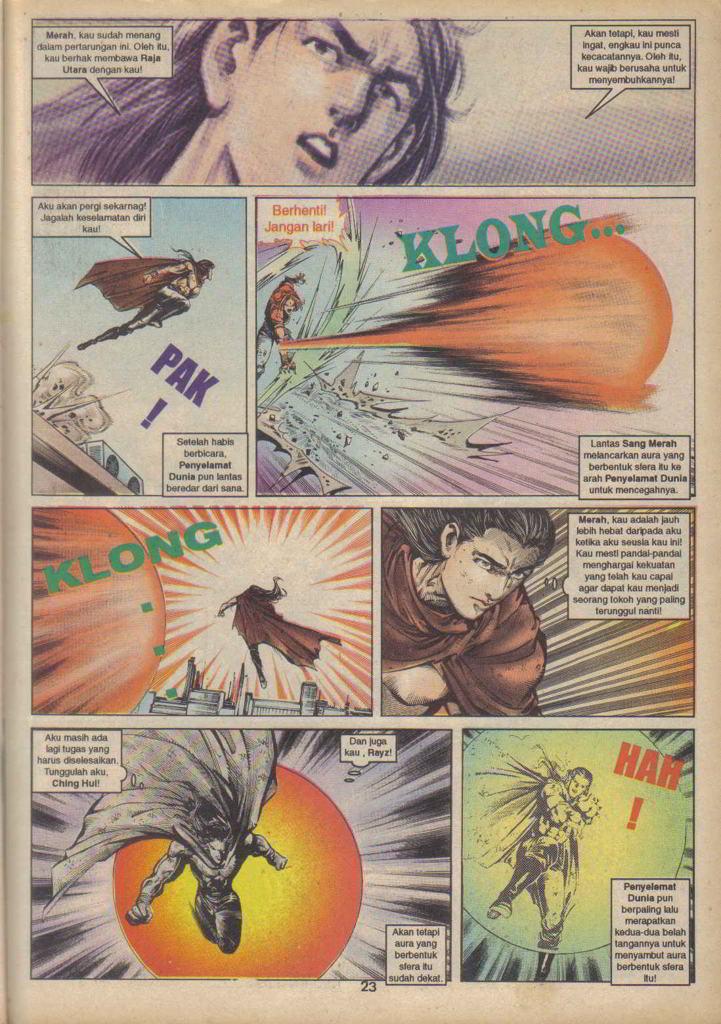 Merah, kau sudah menang
dalam pertarungan ini. Oleh itu,
kau berhak membawa Raja
Utara dengan kau!
Akan tetapi, kau mesti
ingat, engkau ini punca
kecacatannya. Oleh itu,
kau wajib berusaha untuk
menyembuhkannya!
Aku akan pergi sekarnag!
Jagalah keselamatan diri
kau!
PAK
!
Setelah habis
berbicara,
Penyelamat
Dunia pun lantas
beredar dari sana.
Berhenti!
Jangan lari!
KLONG...
Lantas Sang Merah
melancarkan aura yang
berbentuk sfera itu ke
arah Penyelamat Dunia
untuk mencegahnya.
KLONG
...
Merah, kau adalah jauh
lebih hebat daripada aku
ketika aku seusia kau ini!
Kau mesti pandai-pandai
menghargai kekuatan
yang telah kau capai
agar dapat kau menjadi
seorang tokoh yang paling
terunggul nanti!
Aku masih ada
lagi tugas yang
harus diselesaikan.
Tunggulah aku,
Ching Hui!
Dan juga
kau , Rayz!
Akan tetapi
aura yang
berbentuk
sfera itu
sudah dekat.
HAH
!
Penyelemat
Dunia pun
berpaling lalu
merapatkan
kedua-dua belah
tangannya untuk
menyambut aura
berbentuk sfera
itu!
23